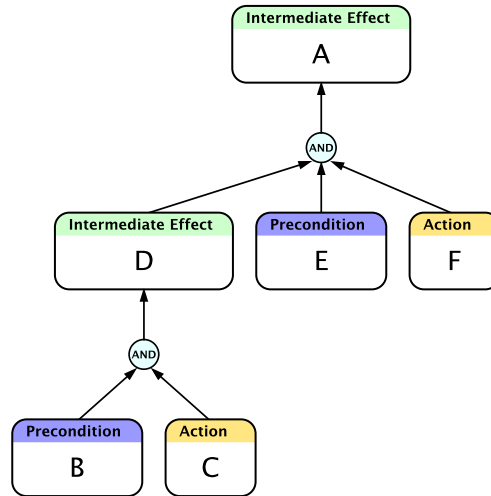 Intermediate Effect
A
AND
Intermediate Effect
D
Precondition
E
Action
F
AND
Precondition
B
Action
C